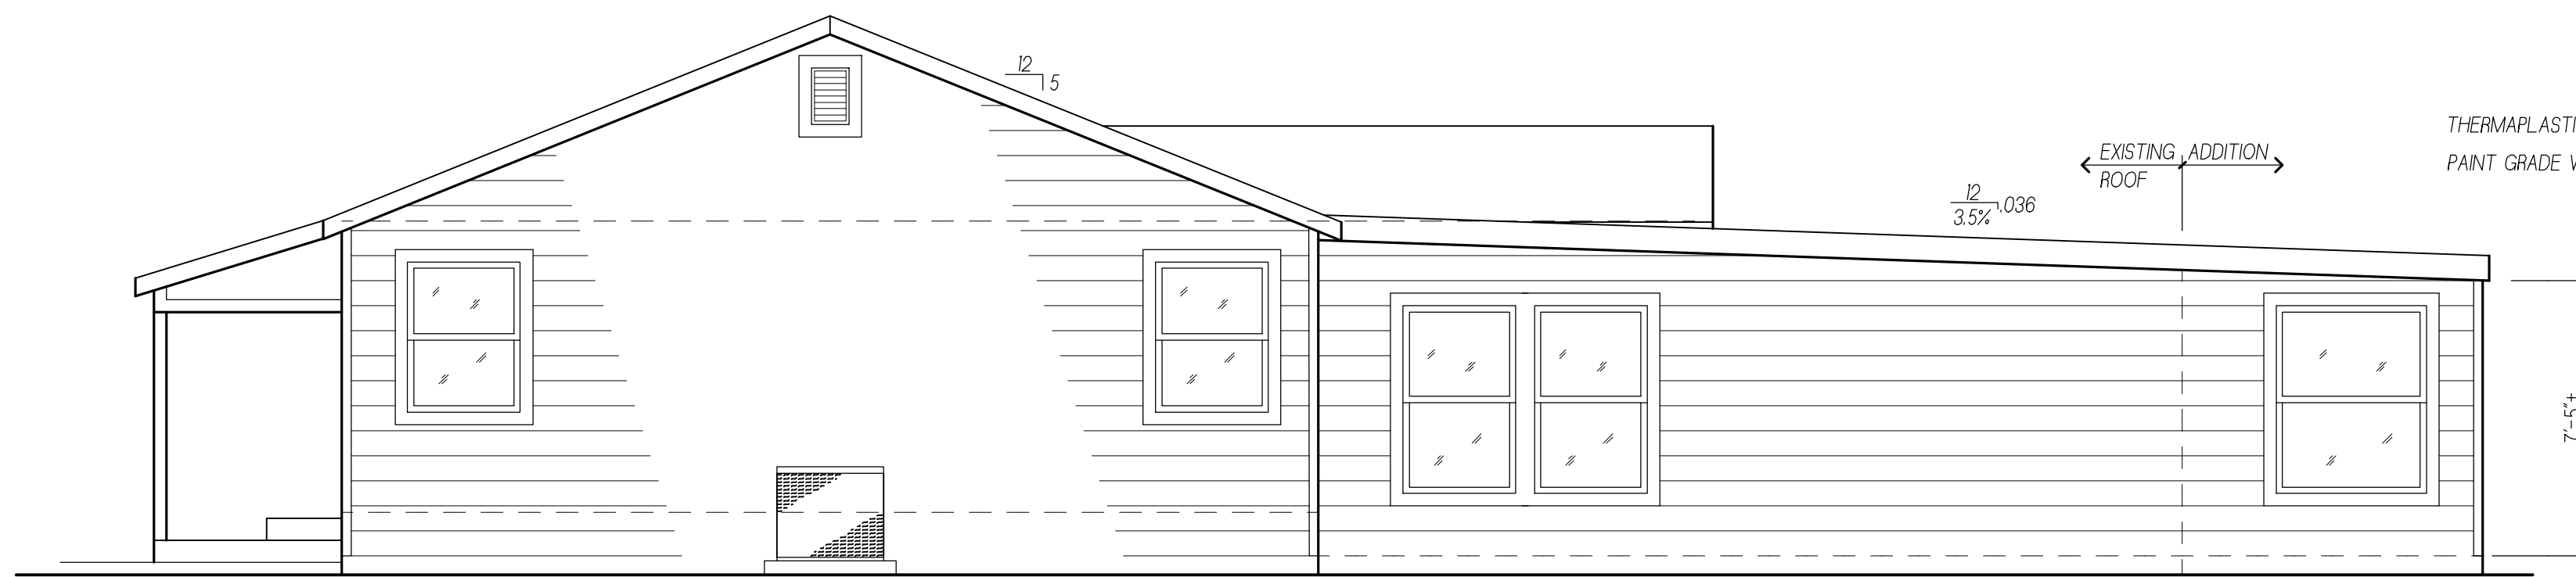 12
5
THERMAPLASTI
EXISTING ADDITION
ROOF
PAINT GRADE
12
3.5% .036
7'-5"±